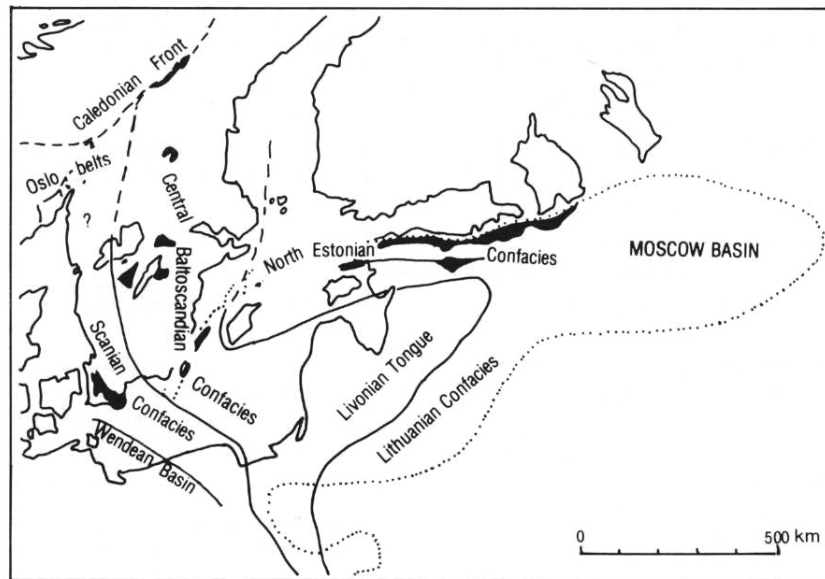 Caledonian Front
Oslo belts
?
Central
Baltoscandian
Confacies
North Estonian
Confacies
MOSCOW BASIN
Scanian
Confacies
Livonian Tongue
Lithuanian Confacies
Wendean Basin
0 500 km